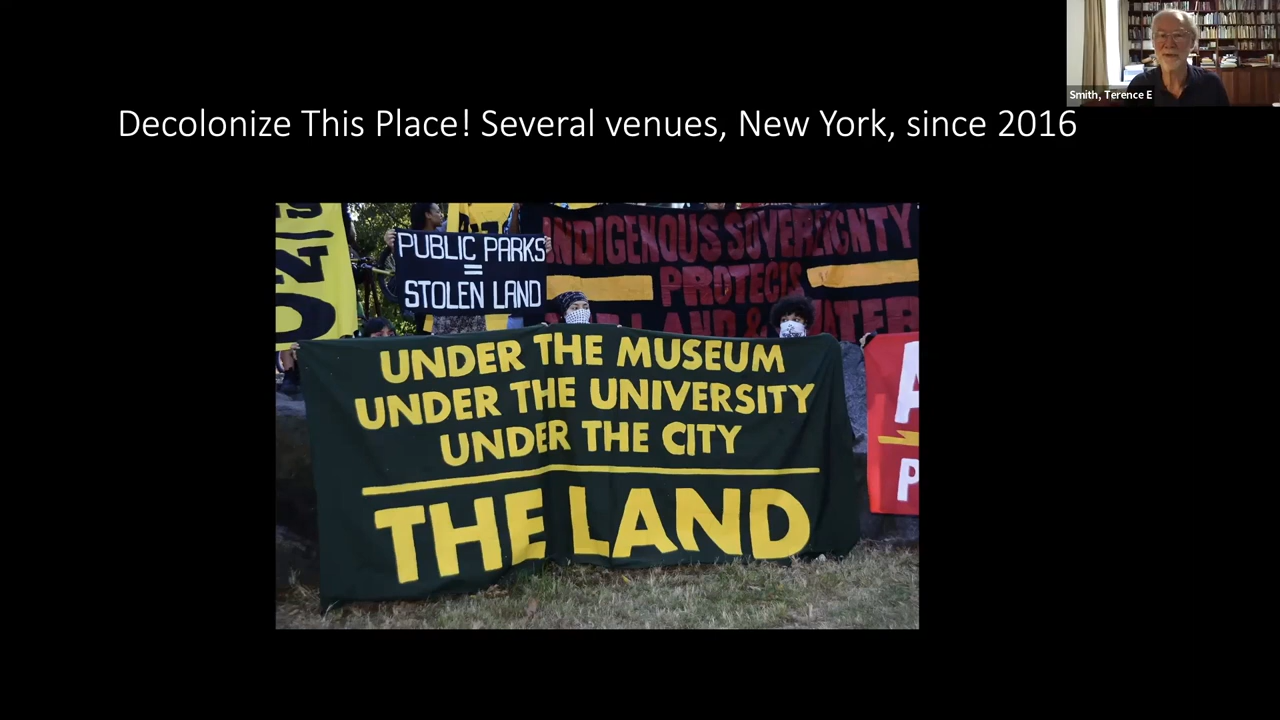 Smith, Terence E
Decolonize This Place! Several venues, New York, since 2016
PUBLIC PARKS
=
STOLEN LAND
INDIGENOUS SOVEREIGNTY
PROTECTS
LAND &
UNDER THE MUSEUM
UNDER THE UNIVERSITY
UNDER THE CITY
THE LAND